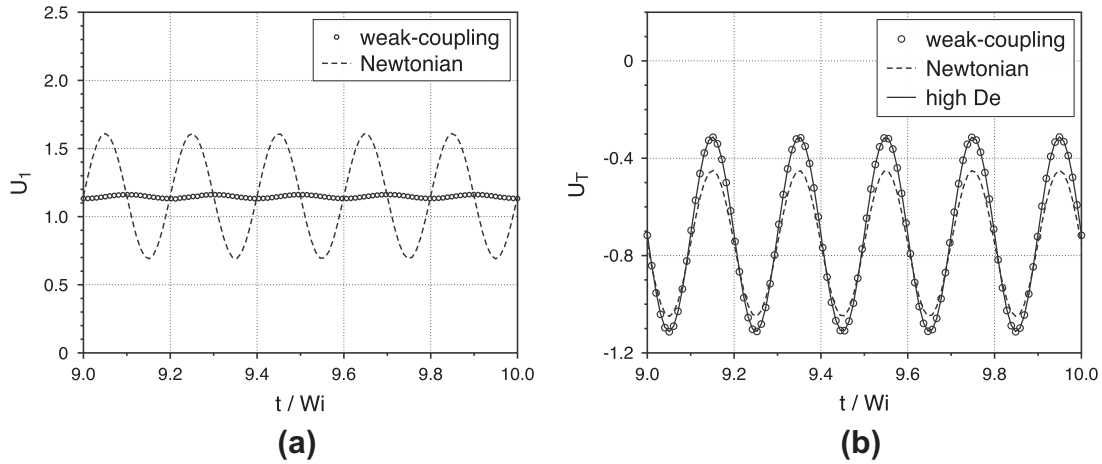 2.5
2.0
1.5
1.0
0.5
0
U1
weak-coupling
Newtonian
9.0 9.2 9.4 9.6 9.8 10.0
t / Wi
(a)
0
-0.4
-0.8
-1.2
UT
weak-coupling
Newtonian
high De
9.0 9.2 9.4 9.6 9.8 10.0
t / Wi
(b)